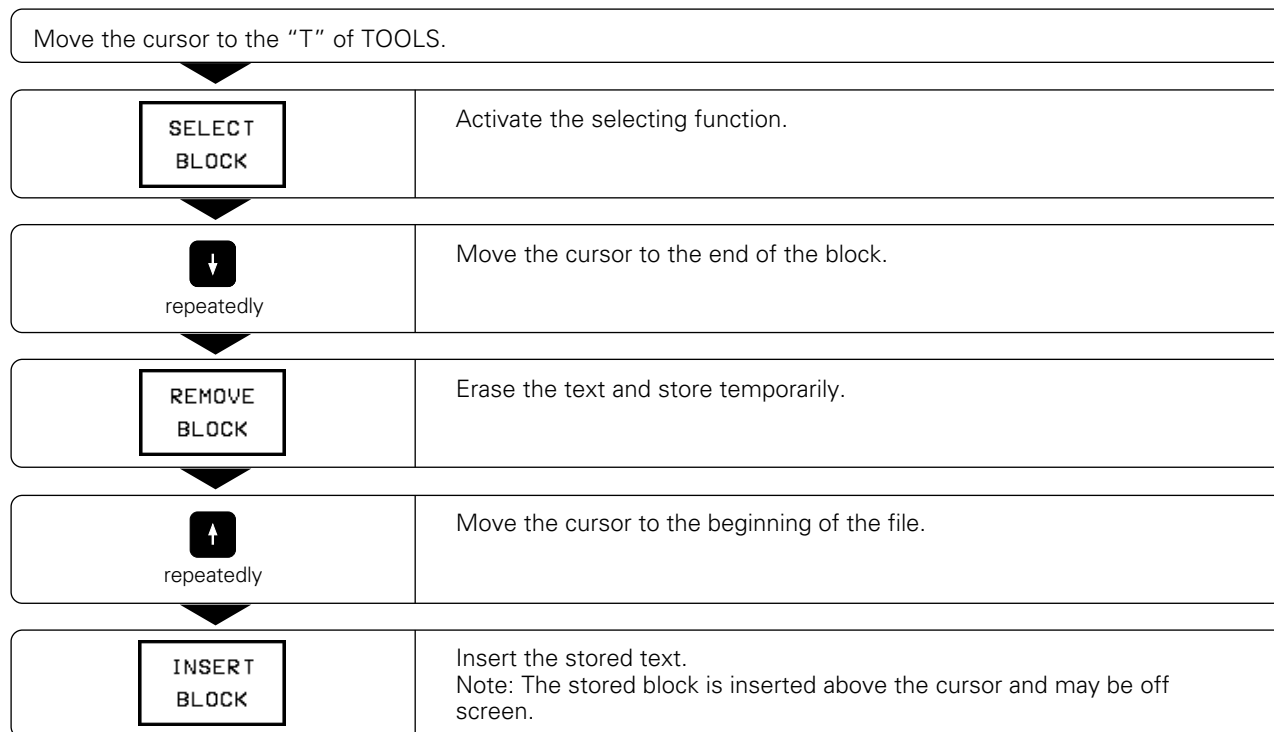 Move the cursor to the “T” of TOOLS.
SELECT
BLOCK
Activate the selecting function.
repeatedly
Move the cursor to the end of the block.
REMOVE
BLOCK
Erase the text and store temporarily.
repeatedly
Move the cursor to the beginning of the file.
INSERT
BLOCK
Insert the stored text.
Note: The stored block is inserted above the cursor and may be off
screen.